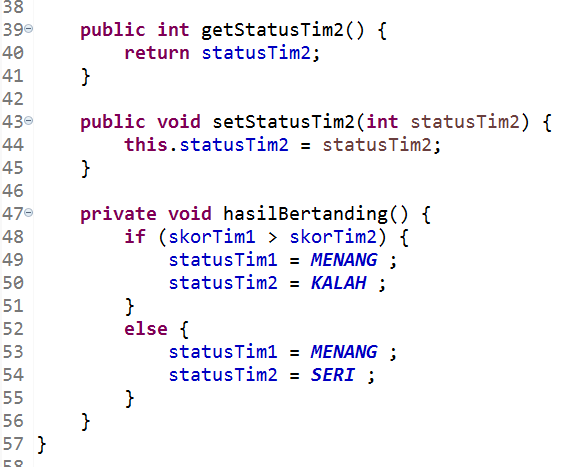 38
39 public int getStatusTim2() {
40 return statusTim2;
41 }
42
43 public void setStatusTim2(int statusTim2) {
44 this.statusTim2 = statusTim2;
45 }
46
47 private void hasilBertanding() {
48 if (skorTim1 > skorTim2) {
49 statusTim1 = MENANG ;
50 statusTim2 = KALAH ;
51 }
52 else {
53 statusTim1 = MENANG ;
54 statusTim2 = SERI ;
55 }
56 }
57 }
58